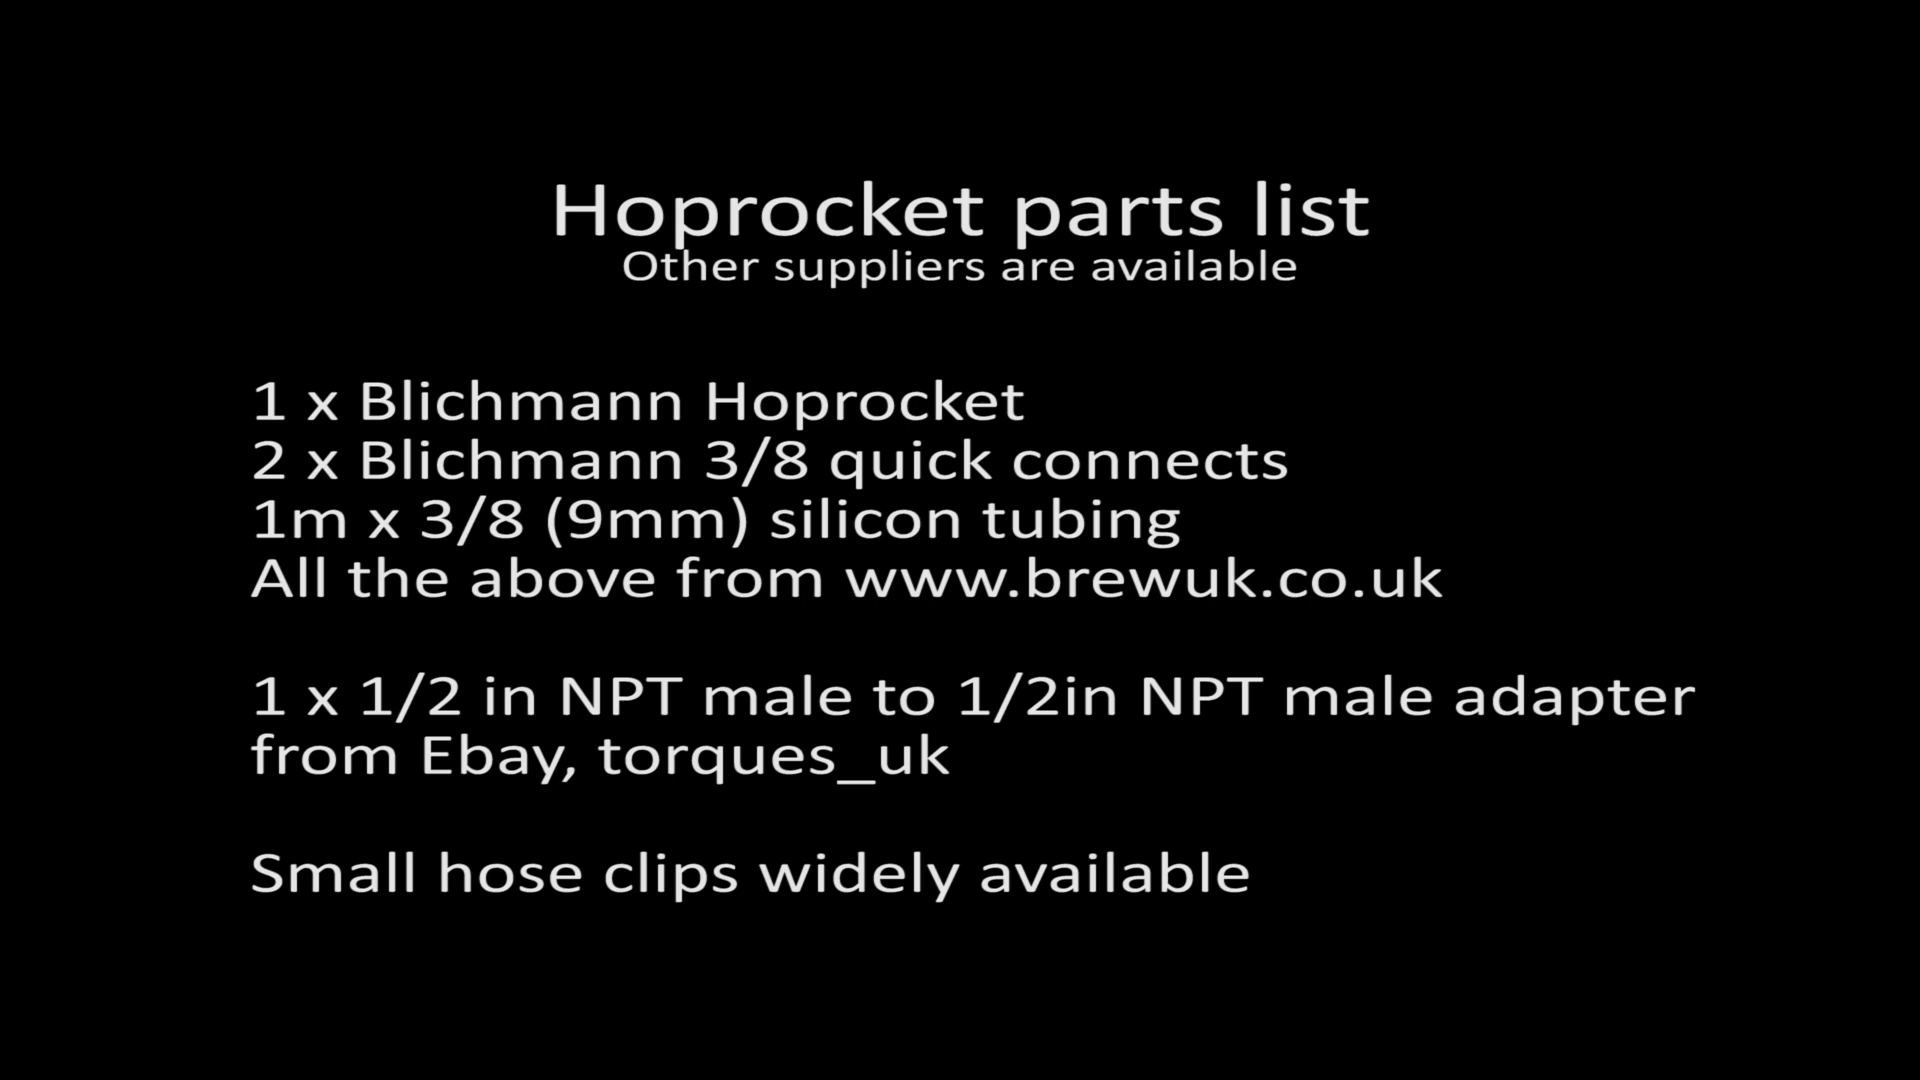 Hoprocket parts list
Other suppliers are available
1 x Blichmann Hoprocket
2 x Blichmann 3/8 quick connects
1m x 3/8 (9mm) silicon tubing
All the above from www.brewuk.co.uk
1 x 1/2 in NPT male to 1/2in NPT male adapter
from Ebay, torques_uk
Small hose clips widely available